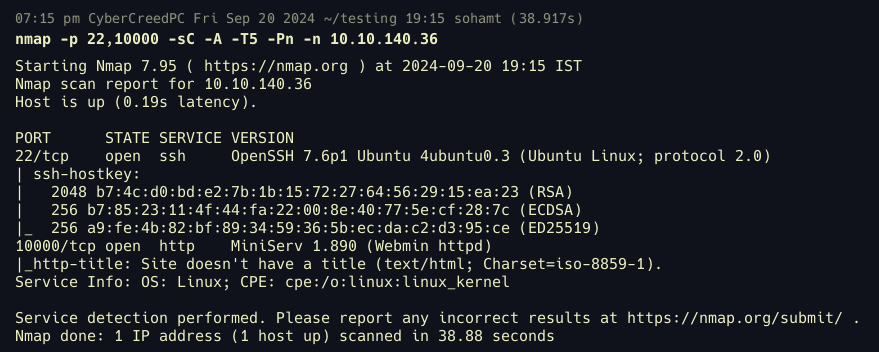 07:15 pm CyberCreedPC Fri Sep 20 2024 ~/testing 19:15 sohamt (38.917s)
nmap -p 22,10000 -sC -A -T5 -Pn -n 10.10.140.36
Starting Nmap 7.95 ( https://nmap.org ) at 2024-09-20 19:15 IST
Nmap scan report for 10.10.140.36
Host is up (0.19s latency).
PORT      STATE SERVICE VERSION
22/tcp    open  ssh     OpenSSH 7.6p1 Ubuntu 4ubuntu0.3 (Ubuntu Linux; protocol 2.0)
| ssh-hostkey:
|   2048 b7:4c:d0:bd:e2:7b:1b:15:72:27:64:56:29:15:ea:23 (RSA)
|   256 b7:85:23:11:4f:44:fa:22:00:8e:40:77:5e:cf:28:7c (ECDSA)
|_  256 a9:fe:4b:82:bf:89:34:59:36:5b:ec:da:c2:d3:95:ce (ED25519)
10000/tcp open  http    MiniServ 1.890 (Webmin httpd)
|_http-title: Site doesn't have a title (text/html; Charset=iso-8859-1).
Service Info: OS: Linux; CPE: cpe:/o:linux:linux_kernel
Service detection performed. Please report any incorrect results at https://nmap.org/submit/ .
Nmap done: 1 IP address (1 host up) scanned in 38.88 seconds